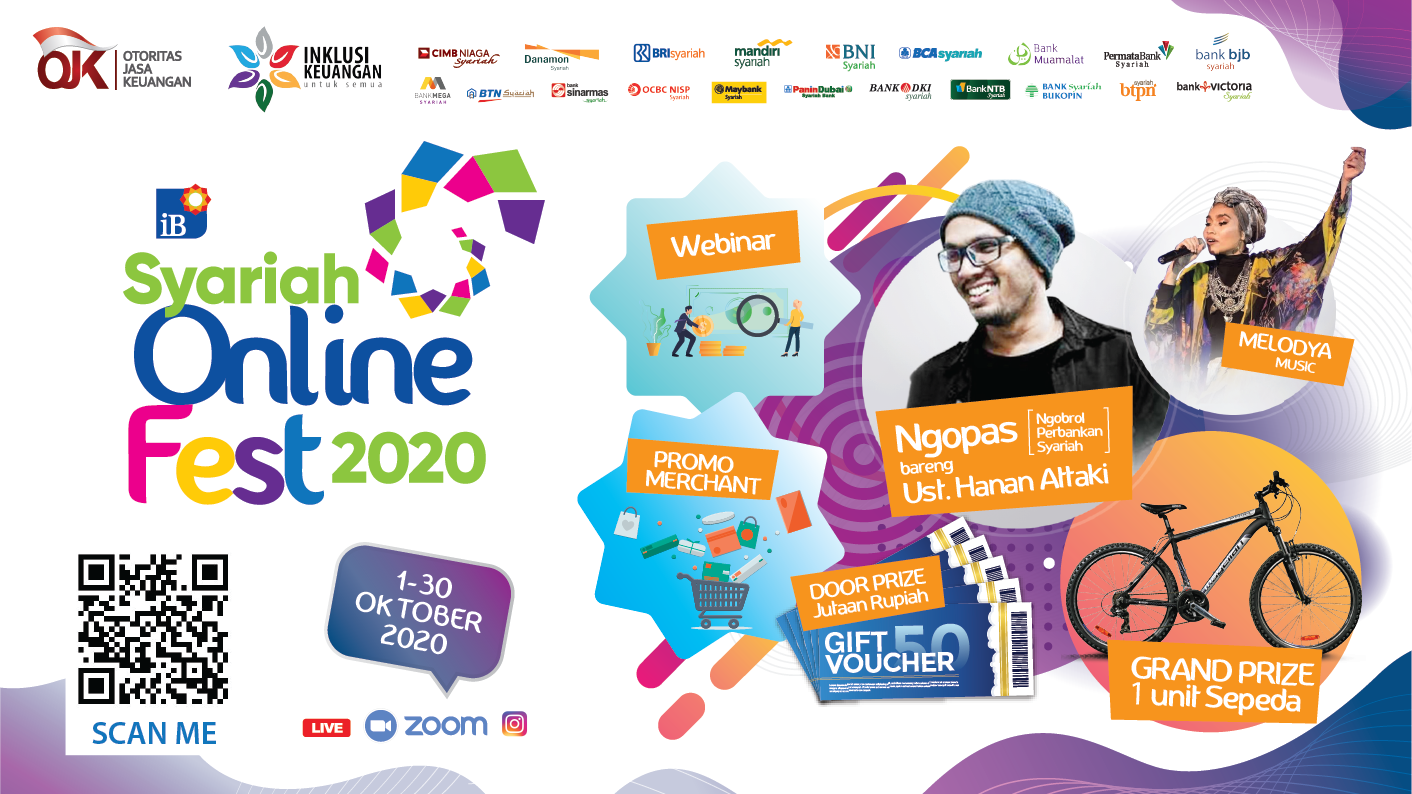 OJK
OTORITAS
JASA
KEUANGAN
INKLUSI
KEUANGAN
untuk semua
CIMB NIAGA
Syariah
Danamon
Syariah
BRIsyariah
mandiri
syariah
BNI
Syariah
BCAsyariah
Bank
Muamalat
PermataBank
Syariah
bank bjb
syariah
BANK MEGA
SYARIAH
BTN Syariah
bank
sinarmas
syariah
OCBC NISP
Syariah
Maybank
Syariah
PaninDubai
Syariah Bank
BANK DKI
syariah
BankNTB
Syariah
BANK Syariah
BUKOPIN
syariah
btpn
bank victoria
Syariah
iB
Syariah
Online
Fest 2020
Webinar
MELODYA
MUSIC
Ngopas
Ngobrol
Perbankan
Syariah
bareng
Ust. Hanan Attaki
PROMO
MERCHANT
1-30
OKTOBER
2020
DOOR PRIZE
Jutaan Rupiah
GIFT 50
VOUCHER
GRAND PRIZE
1 unit Sepeda
SCAN ME
LIVE
zoom